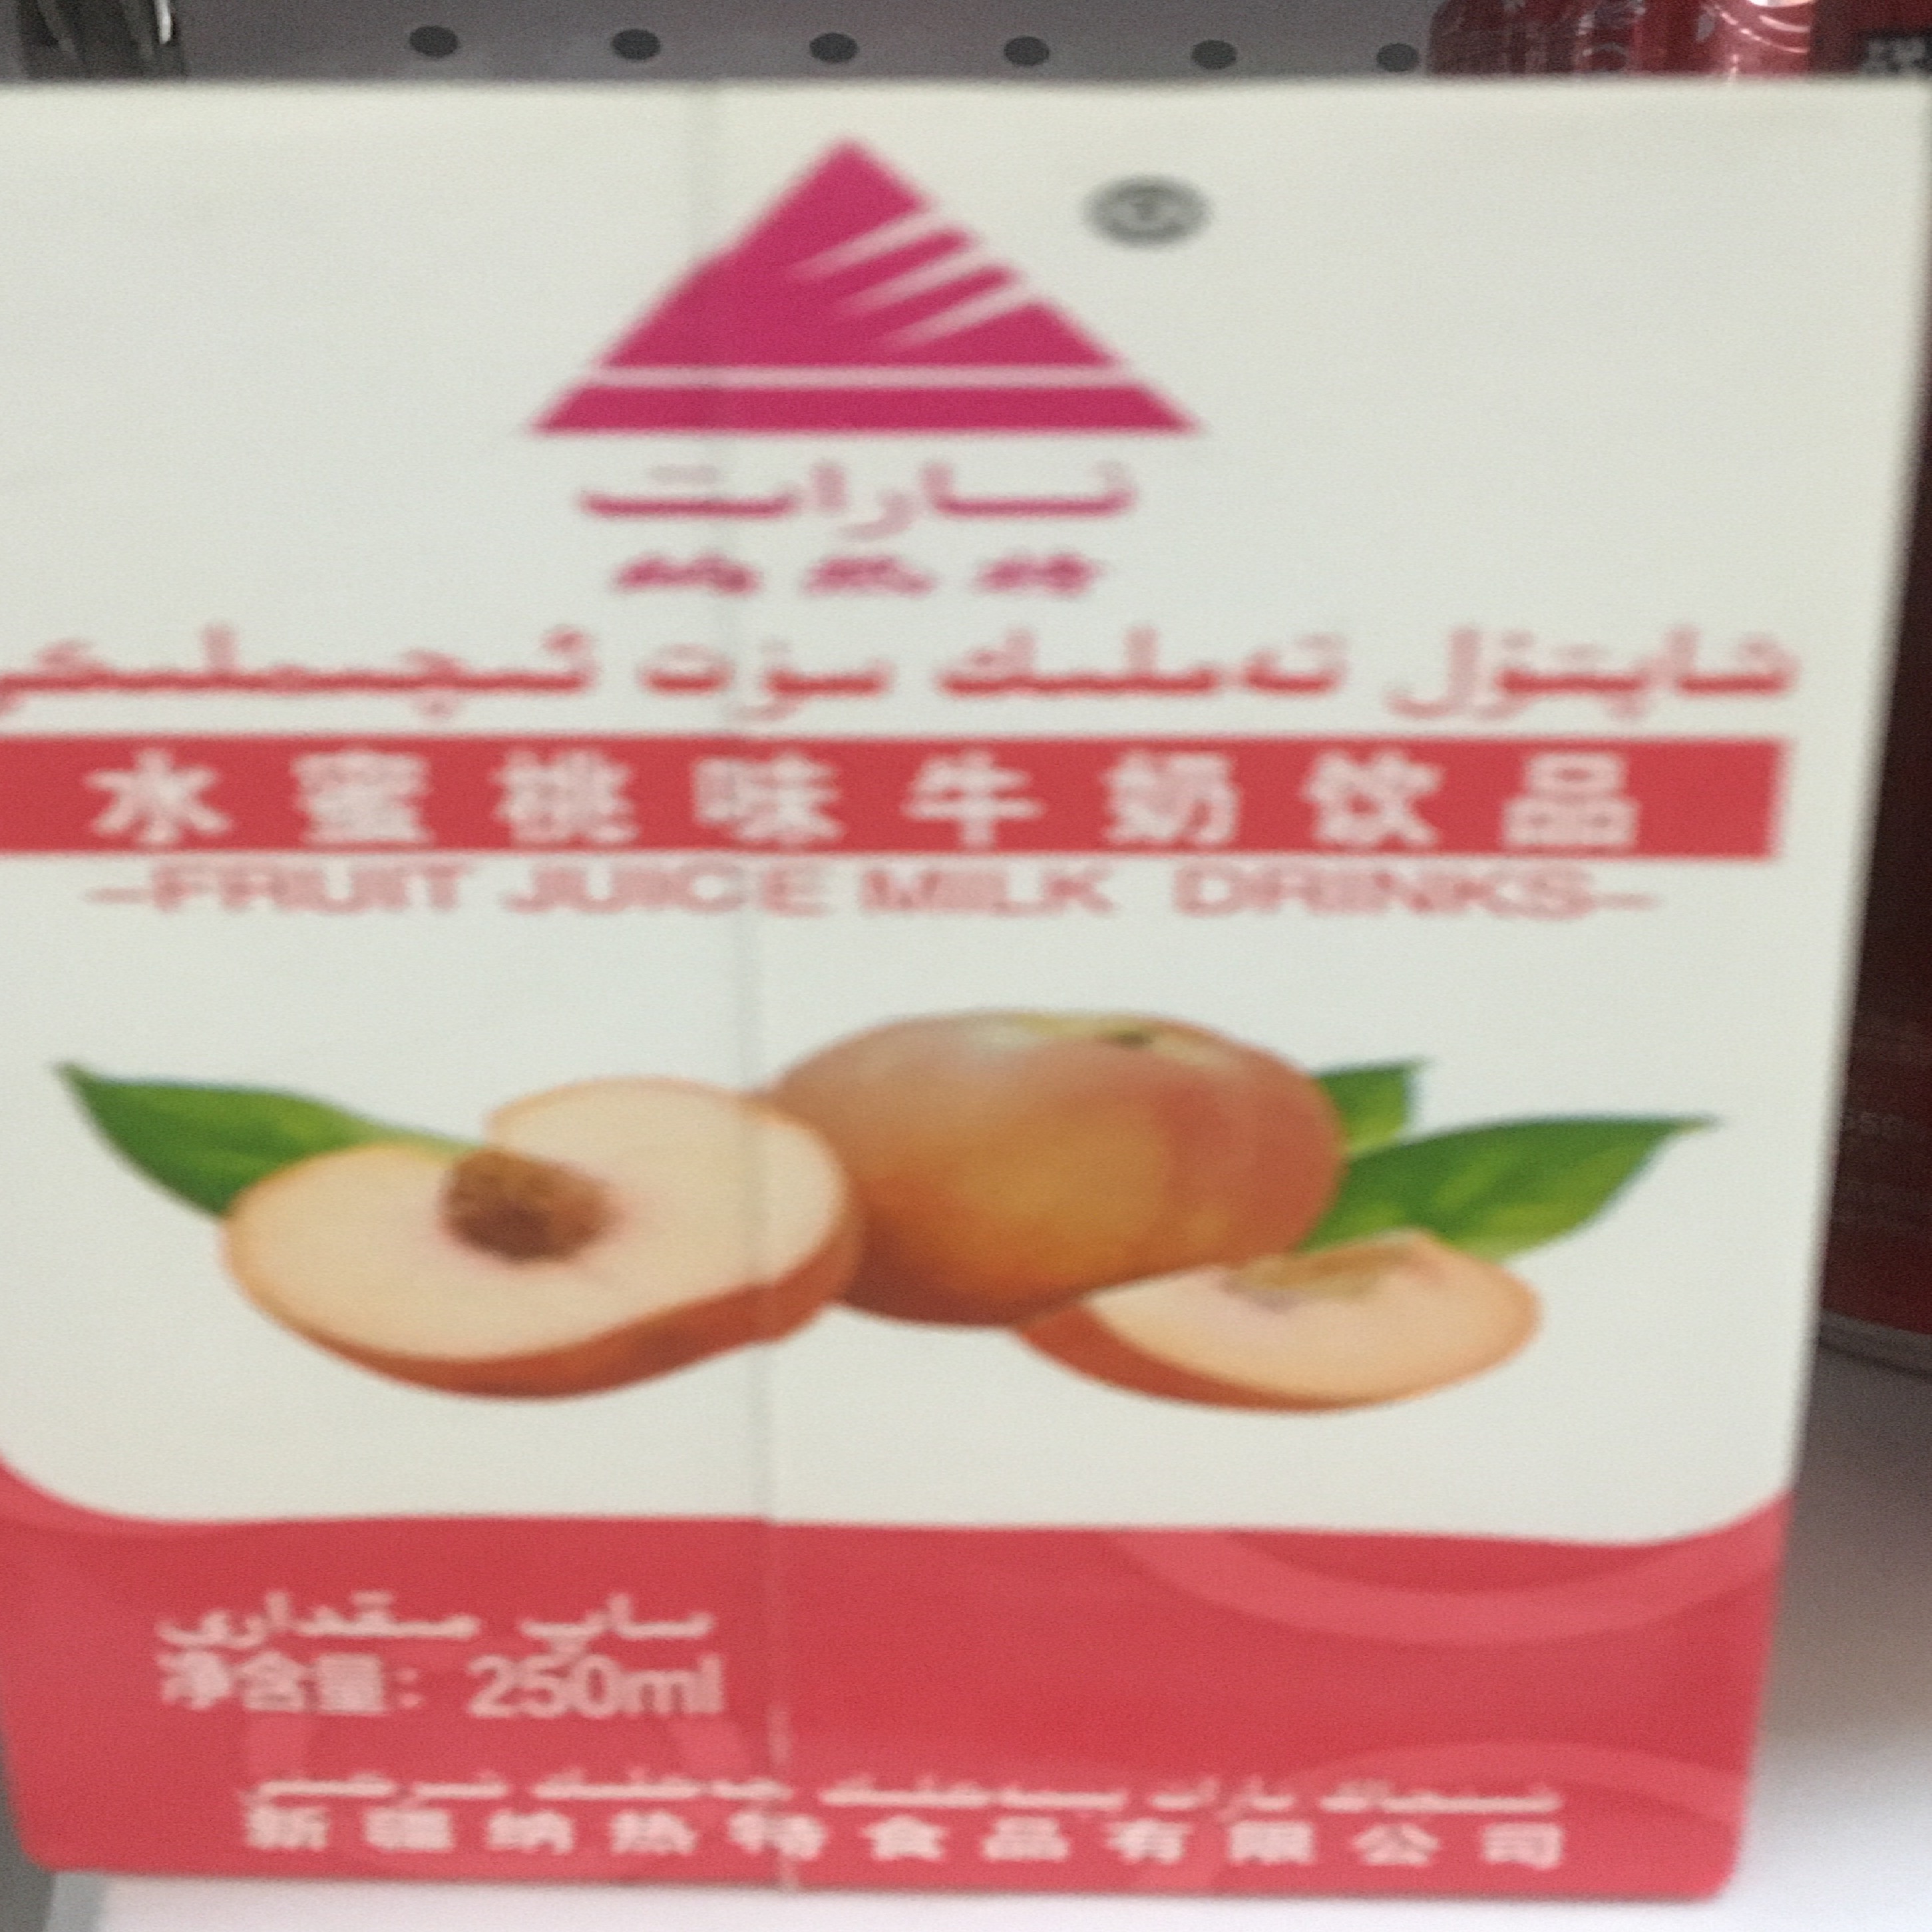 نارات
شاپتۇل تەملىك سۈت ئىچىملىكى
水蜜桃味牛奶饮品
-FRUIT JUICE MILK DRINKS-
ساپ مىقدارى
净含量：250ml
新疆纳热特食品有限公司